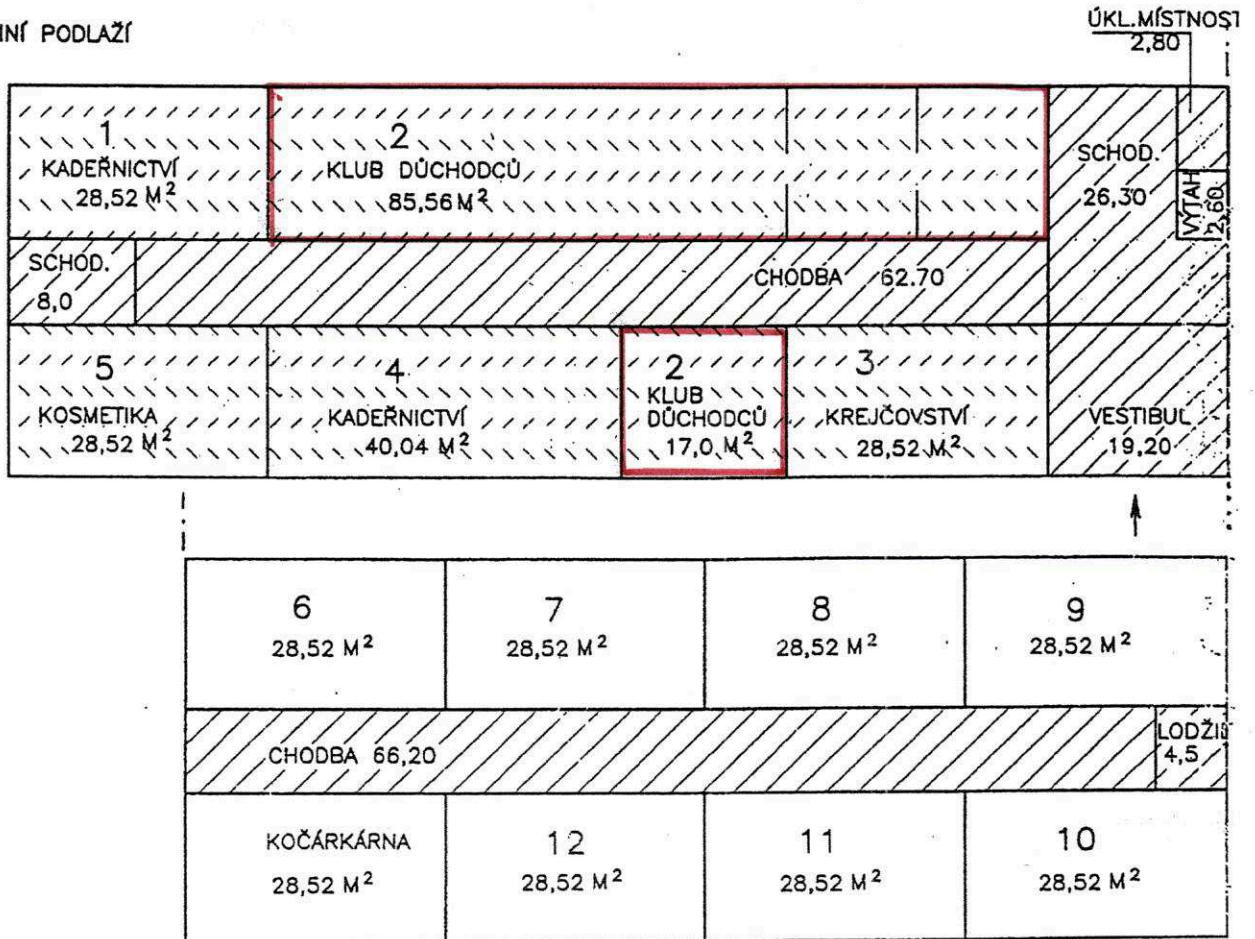 NÍ PODLAŽÍ
ÚKL.MÍSTNOST
2,80
1
KADEŘNICTVÍ
28,52 M²
2
KLUB DŮCHODCŮ
85,56 M²
SCHOD.
26,30
VÝTAH
2,60
SCHOD.
8,0
CHODBA 62.70
5
KOSMETIKA
28,52 M²
4
KADEŘNICTVÍ
40,04 M²
2
KLUB
DŮCHODCŮ
17,0 M²
3
KREJČOVSTVÍ
28,52 M²
VESTIBUL
19,20
6
28,52 M²
7
28,52 M²
8
28,52 M²
9
28,52 M²
CHODBA 66,20
LODŽIE
4,5
KOČÁRKÁRNA
28,52 M²
12
28,52 M²
11
28,52 M²
10
28,52 M²